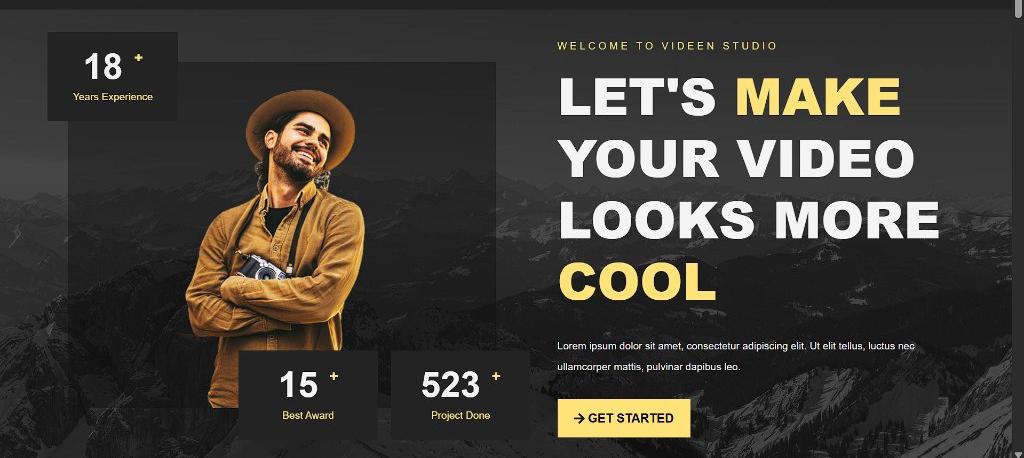 18 +
Years Experience
15 +
Best Award
523 +
Project Done
WELCOME TO VIDEEN STUDIO
LET'S MAKE
YOUR VIDEO
LOOKS MORE
COOL
Lorem ipsum dolor sit amet, consectetur adipiscing elit. Ut elit tellus, luctus nec
ullamcorper mattis, pulvinar dapibus leo.
→ GET STARTED